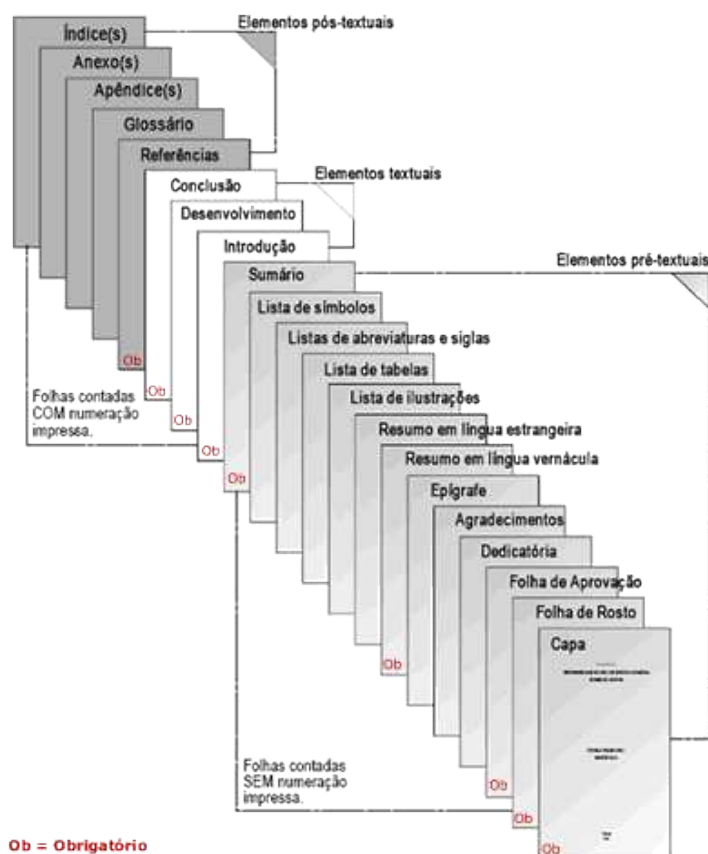 Elementos pós-textuais
Índice(s)
Anexo(s)
Apêndice(s)
Glossário
Referências
Elementos textuais
Conclusão
Desenvolvimento
Introdução
Elementos pré-textuais
Sumário
Lista de símbolos
Listas de abreviaturas e siglas
Lista de tabelas
Ob
Folhas contadas
COM numeração
impressa.
Ob
Lista de ilustrações
Ob
Resumo em língua estrangeira
Ob
Resumo em língua vernácula
Ob
Epígrafe
Agradecimentos
Dedicatória
Folha de Aprovação
Folha de Rosto
Capa
Ob
Folhas contadas
SEM numeração
impressa.
Ob
Ob
Ob
Ob = Obrigatório